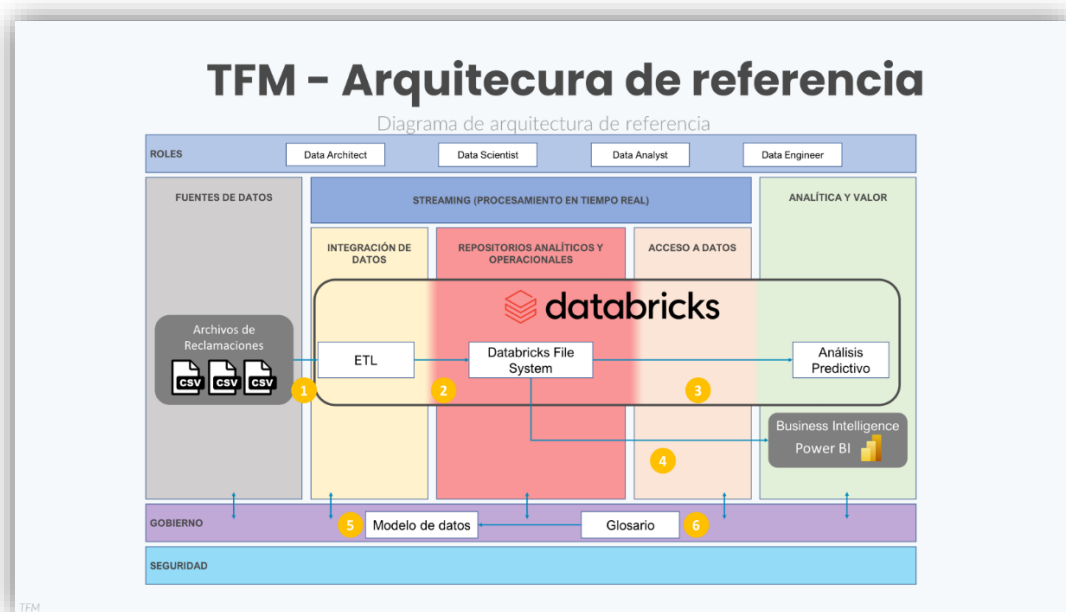 TFM - Arquitecura de referencia
Diagrama de arquitectura de referencia
ROLES
Data Architect
Data Scientist
Data Analyst
Data Engineer
FUENTES DE DATOS
STREAMING (PROCESAMIENTO EN TIEMPO REAL)
ANALÍTICA Y VALOR
INTEGRACIÓN DE
DATOS
REPOSITORIOS ANALÍTICOS Y
OPERACIONALES
ACCESO A DATOS
databricks
Archivos de
Reclamaciones
CSV
CSV
CSV
ETL
Databricks File
System
Análisis
Predictivo
1
2
3
Business Intelligence
Power BI
4
GOBIERNO
5
Modelo de datos
Glosario
6
SEGURIDAD
TFM